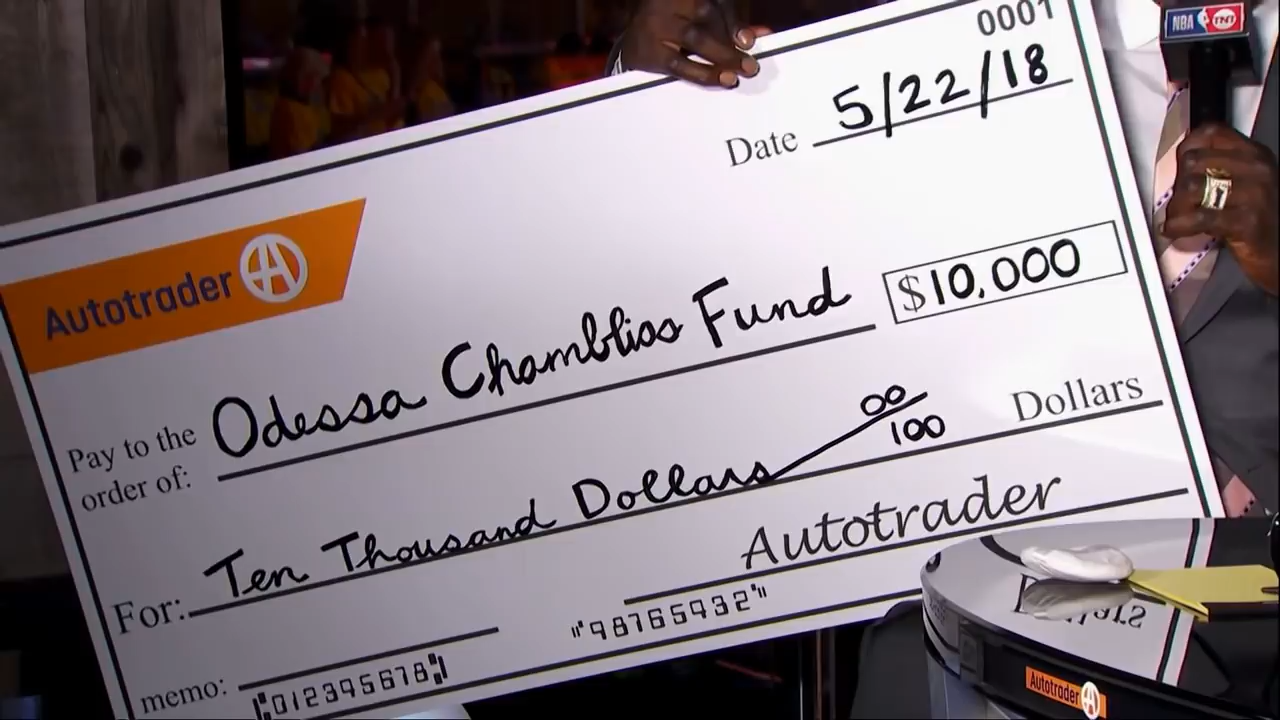 0001
Date 5/22/18
Autotrader
Pay to the order of: Odessa Chambliss Fund $10,000
Ten Thousand Dollars 00/100 Dollars
For:
Autotrader
memo:
012345678
"98765432"
NBA TNT
Autotrader